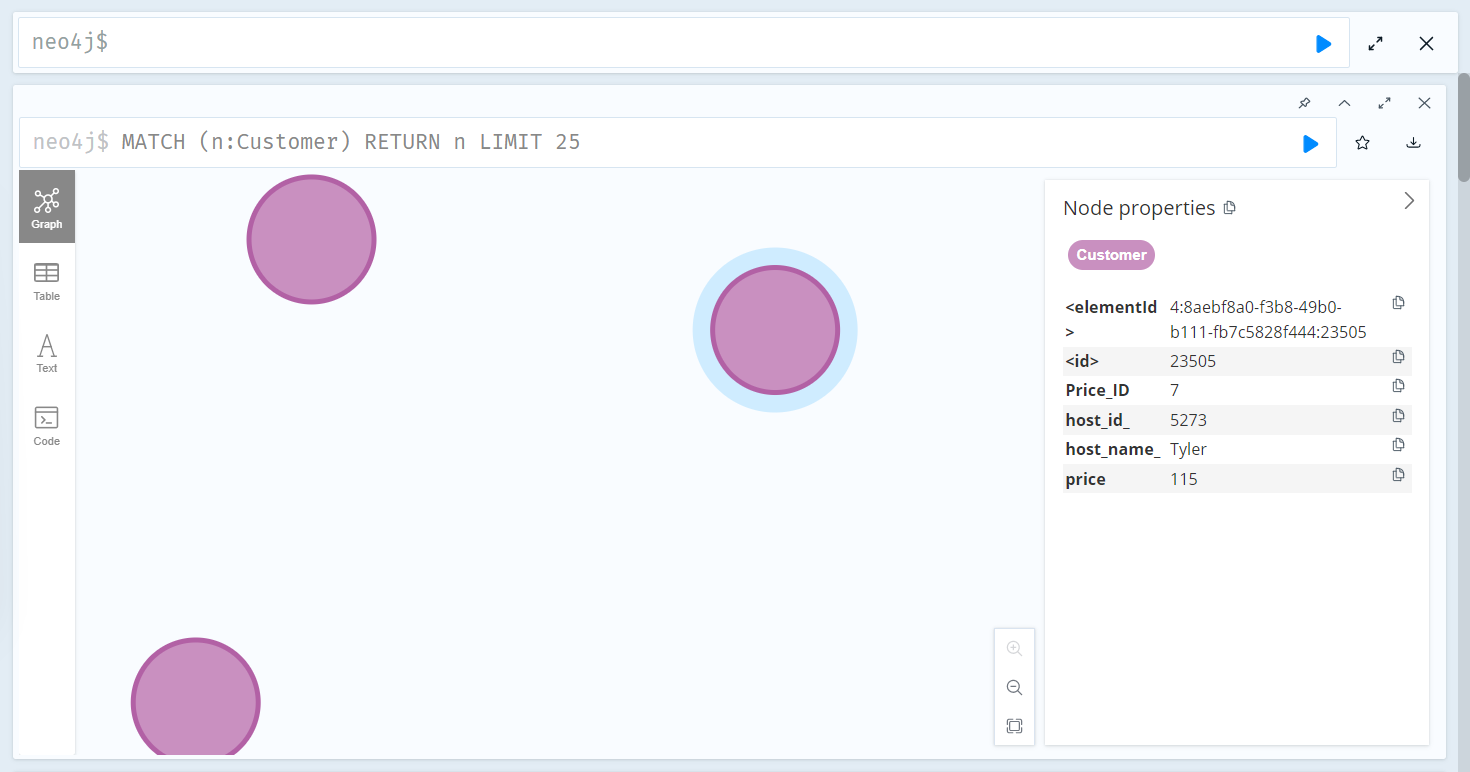 neo4j$
neo4j$ MATCH (n:Customer) RETURN n LIMIT 25
Graph
Table
Text
Code
Node properties
Customer
<elementId> 4:8aebf8a0-f3b8-49b0-b111-fb7c5828f444:23505
<id> 23505
Price_ID 7
host_id_ 5273
host_name_ Tyler
price 115